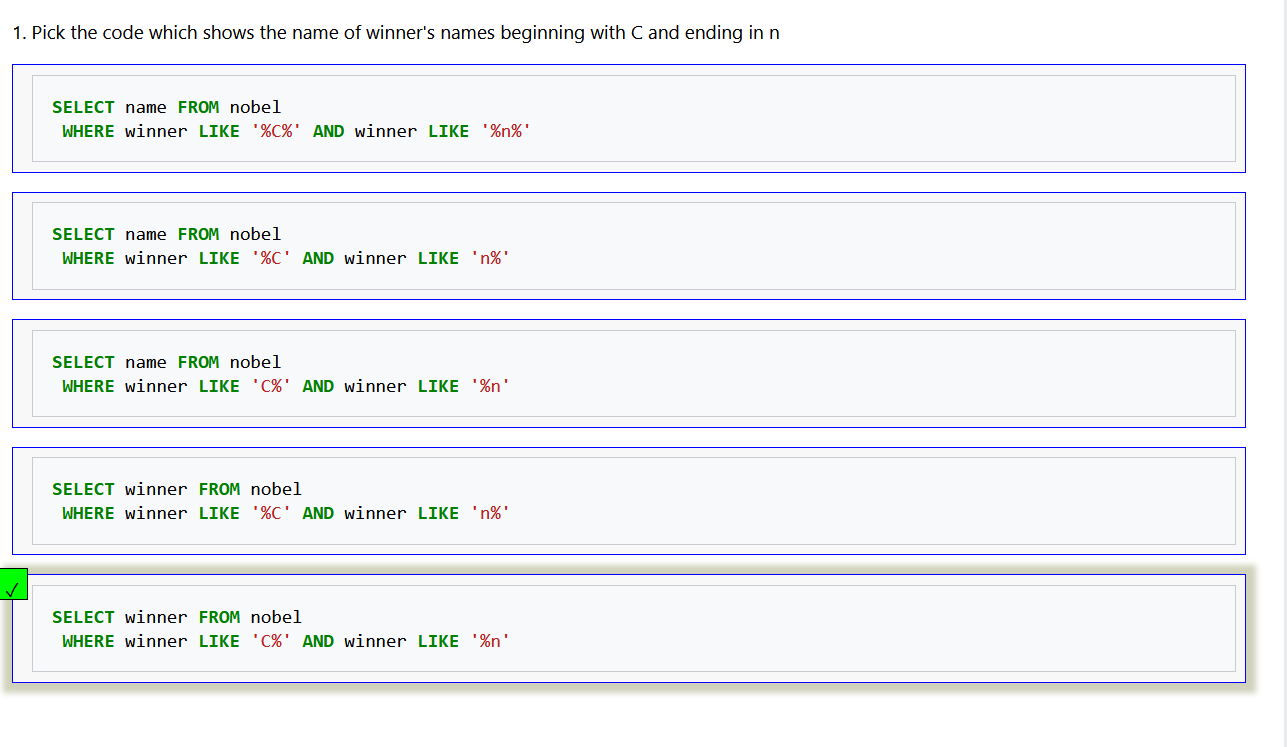 1. Pick the code which shows the name of winner's names beginning with C and ending in n
SELECT name FROM nobel
WHERE winner LIKE '%C%' AND winner LIKE '%n%'
SELECT name FROM nobel
WHERE winner LIKE '%C' AND winner LIKE 'n%'
SELECT name FROM nobel
WHERE winner LIKE 'C%' AND winner LIKE '%n'
SELECT winner FROM nobel
WHERE winner LIKE '%C' AND winner LIKE 'n%'
✓
SELECT winner FROM nobel
WHERE winner LIKE 'C%' AND winner LIKE '%n'